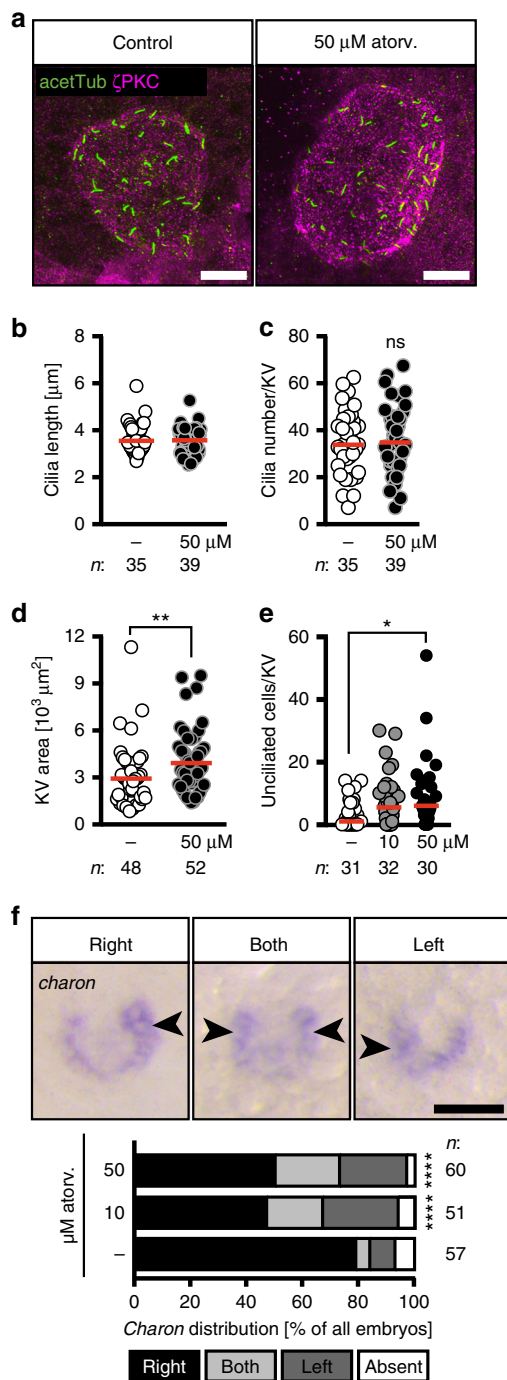 a
Control
50 μM atorv.
acetTub ζPKC
b
c
Cilia length [μm]
8
6
4
2
0
–
50 μM
n: 35 39
Cilia number/KV
ns
80
60
40
20
0
–
50 μM
n: 35 39
d
e
KV area [10³ μm²]
**
12
9
6
3
0
–
50 μM
n: 48 52
Unciliated cells/KV
*
60
40
20
0
– 10 50 μM
n: 31 32 30
f
Right
Both
Left
charon
μM atorv.
n:
50
****
60
10
****
51
–
57
0 20 40 60 80 100
Charon distribution [% of all embryos]
Right Both Left Absent